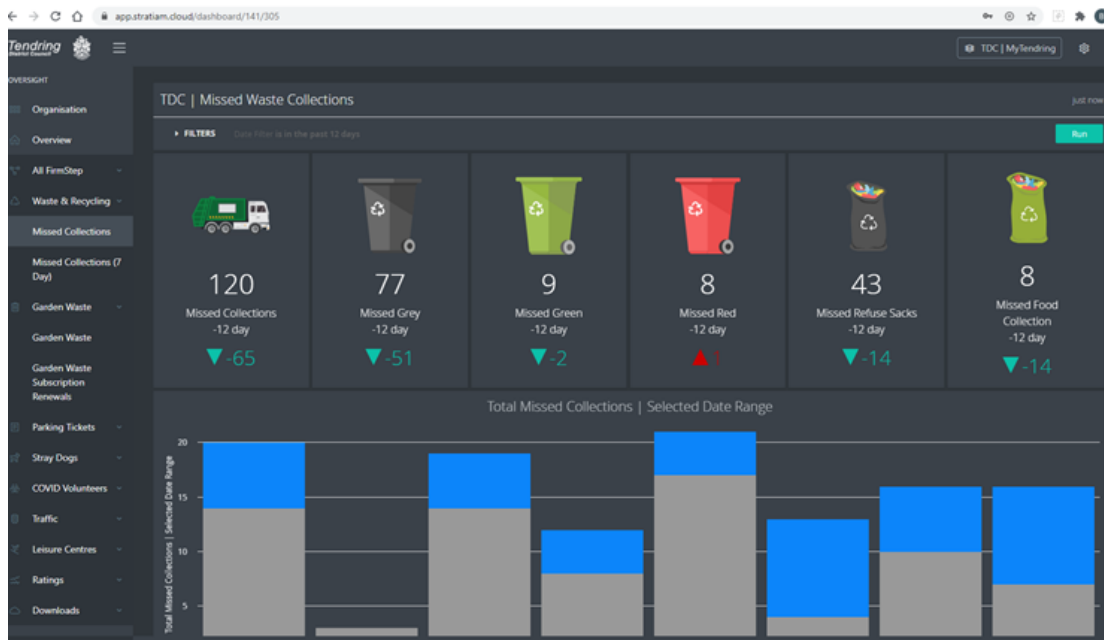 app.stratiam.cloud/dashboard/141/305
Tendring
District Council
TDC | MyTendring
OVERSIGHT
Organisation
Overview
All FirmStep
Waste & Recycling
Missed Collections
Missed Collections (7
Day)
Garden Waste
Garden Waste
Garden Waste
Subscription
Renewals
Parking Tickets
Stray Dogs
COVID Volunteers
Traffic
Leisure Centres
Ratings
Downloads
TDC | Missed Waste Collections
just now
FILTERS Date Filter is in the past 12 days
Run
120
Missed Collections
-12 day
▼-65
77
Missed Grey
-12 day
▼-51
9
Missed Green
-12 day
▼-2
8
Missed Red
-12 day
▲1
43
Missed Refuse Sacks
-12 day
▼-14
8
Missed Food
Collection
-12 day
▼-14
Total Missed Collections | Selected Date Range
Total Missed Collections | Selected Date Range
20
15
10
5